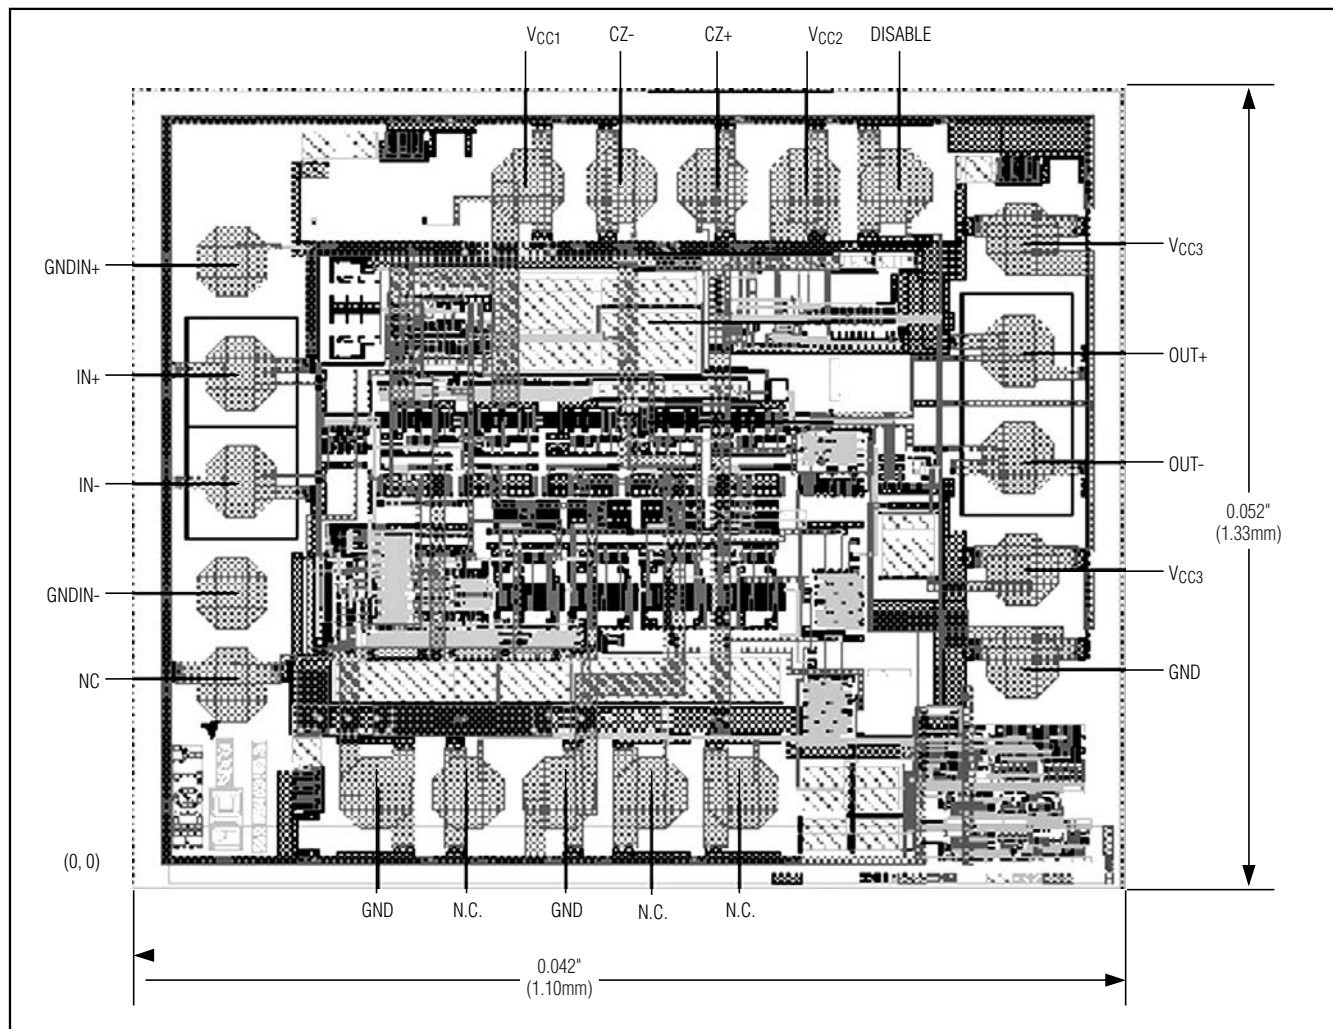 VCC1 CZ- CZ+ VCC2 DISABLE
GNDIN+
IN+
IN-
GNDIN-
NC
(0, 0)
VCC3
OUT+
OUT-
VCC3
GND
0.052"
(1.33mm)
GND N.C. GND N.C. N.C.
0.042"
(1.10mm)